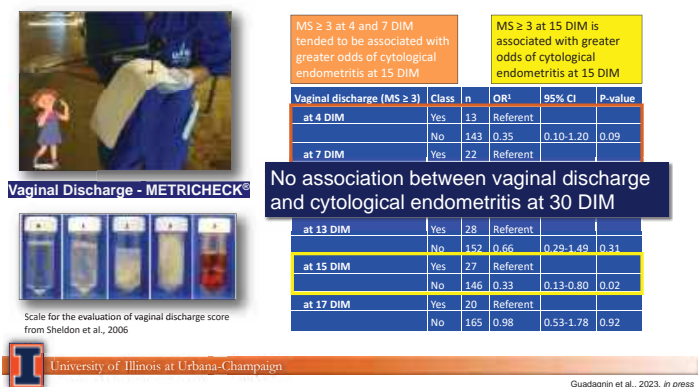 MS ≥ 3 at 4 and 7 DIM
tended to be associated with
greater odds of cytological
endometritis at 15 DIM
MS ≥ 3 at 15 DIM is
associated with greater
odds of cytological
endometritis at 15 DIM
Vaginal discharge (MS ≥ 3) Class n OR¹ 95% CI P-value
at 4 DIM Yes 13 Referent
No 143 0.35 0.10-1.20 0.09
at 7 DIM Yes 22 Referent
No association between vaginal discharge
and cytological endometritis at 30 DIM
at 13 DIM Yes 28 Referent
No 152 0.66 0.29-1.49 0.31
at 15 DIM Yes 27 Referent
No 146 0.33 0.13-0.80 0.02
at 17 DIM Yes 20 Referent
No 165 0.98 0.53-1.78 0.92
Vaginal Discharge - METRICHECK®
0 1 2 3
Scale for the evaluation of vaginal discharge score
from Sheldon et al., 2006
I
University of Illinois at Urbana-Champaign
Guadagnin et al., 2023, in press